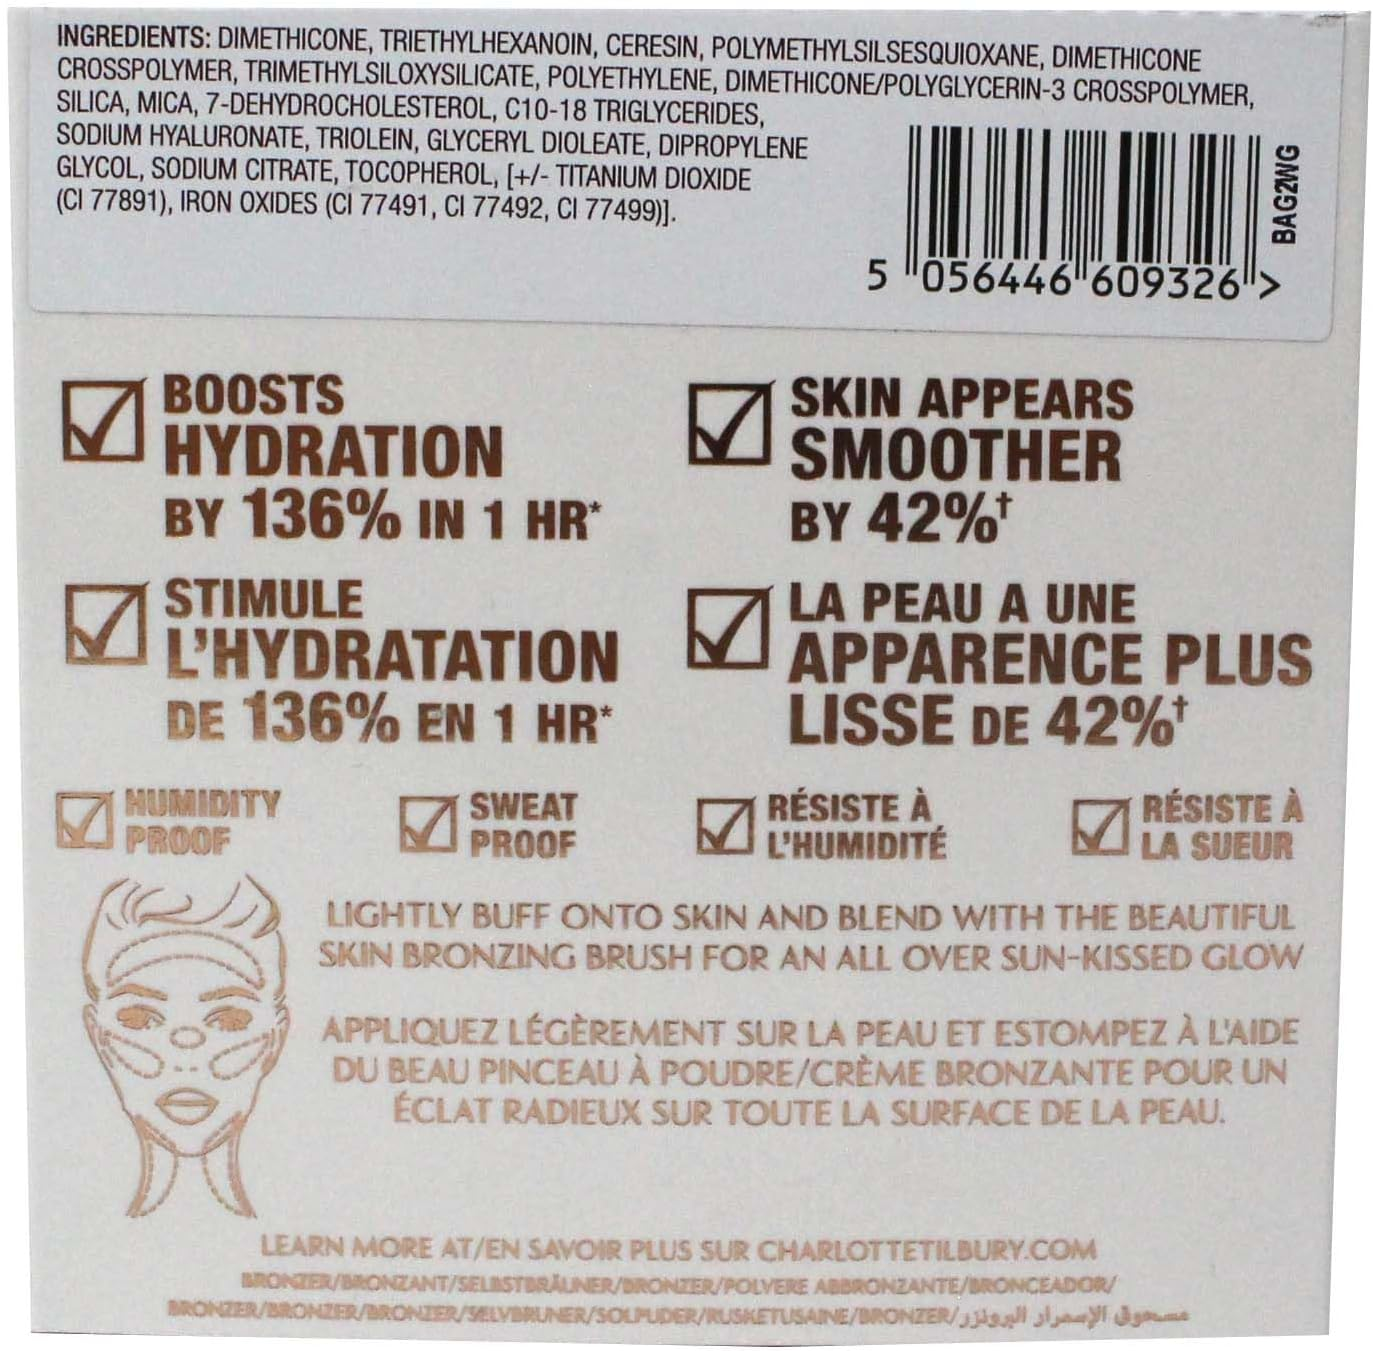 INGREDIENTS: DIMETHICONE, TRIETHYLHEXANOIN, CERESIN, POLYMETHYLSILSESQUIOXANE, DIMETHICONE
CROSSPOLYMER, TRIMETHYLSILOXYSILICATE, POLYETHYLENE, DIMETHICONE/POLYGLYCERIN-3 CROSSPOLYMER,
SILICA, MICA, 7-DEHYDROCHOLESTEROL, C10-18 TRIGLYCERIDES,
SODIUM HYALURONATE, TRIOLEIN, GLYCERYL DIOLEATE, DIPROPYLENE
GLYCOL, SODIUM CITRATE, TOCOPHEROL, [+/- TITANIUM DIOXIDE
(CI 77891), IRON OXIDES (CI 77491, CI 77492, CI 77499)].
BAG2WG
5 056446 609326 >
BOOSTS
HYDRATION
BY 136% IN 1 HR*
SKIN APPEARS
SMOOTHER
BY 42%†
STIMULE
L'HYDRATATION
DE 136% EN 1 HR*
LA PEAU A UNE
APPARENCE PLUS
LISSE DE 42%†
HUMIDITY
PROOF
SWEAT
PROOF
RÉSISTE À
L'HUMIDITÉ
RÉSISTE À
LA SUEUR
LIGHTLY BUFF ONTO SKIN AND BLEND WITH THE BEAUTIFUL
SKIN BRONZING BRUSH FOR AN ALL OVER SUN-KISSED GLOW
APPLIQUEZ LÉGÈREMENT SUR LA PEAU ET ESTOMPEZ À L'AIDE
DU BEAU PINCEAU À POUDRE/CRÈME BRONZANTE POUR UN
ÉCLAT RADIEUX SUR TOUTE LA SURFACE DE LA PEAU.
LEARN MORE AT/EN SAVOIR PLUS SUR CHARLOTTETILBURY.COM
BRONZER/BRONZANT/SELBSTBRÄUNER/BRONZER/POLVERE ABBRONZANTE/BRONCEADOR/
BRONZER/BRONZER/BRONZER/SELVBRUNER/SOLPUDER/RUSKETUSAINE/BRONZER/مسحوق الإسمرار البرونزر